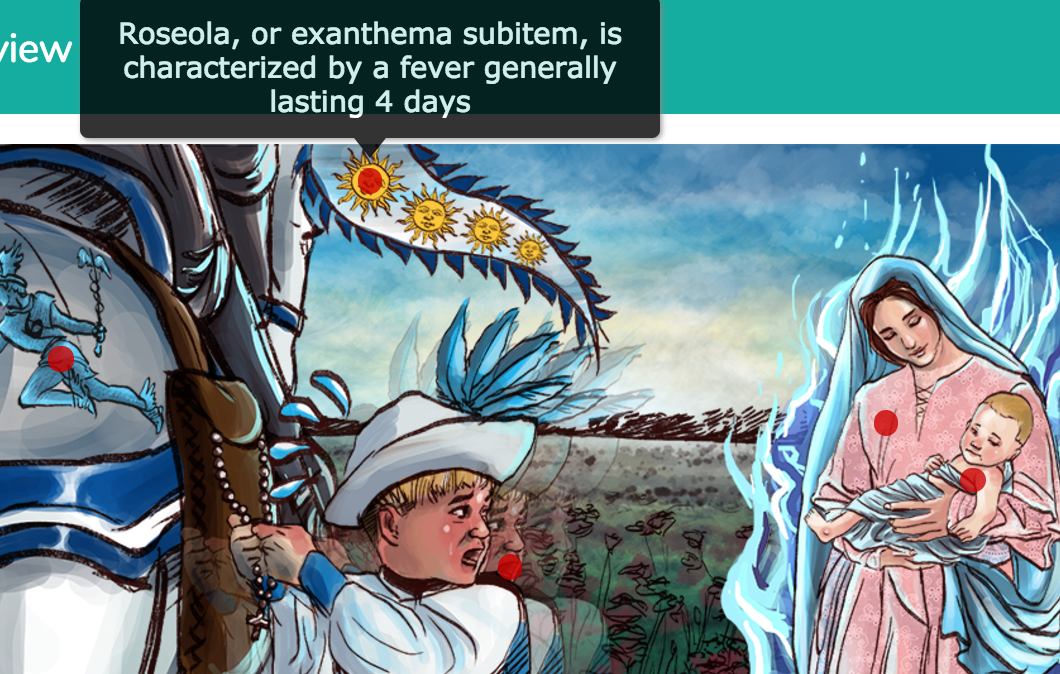 view
Roseola, or exanthema subitem, is
characterized by a fever generally
lasting 4 days